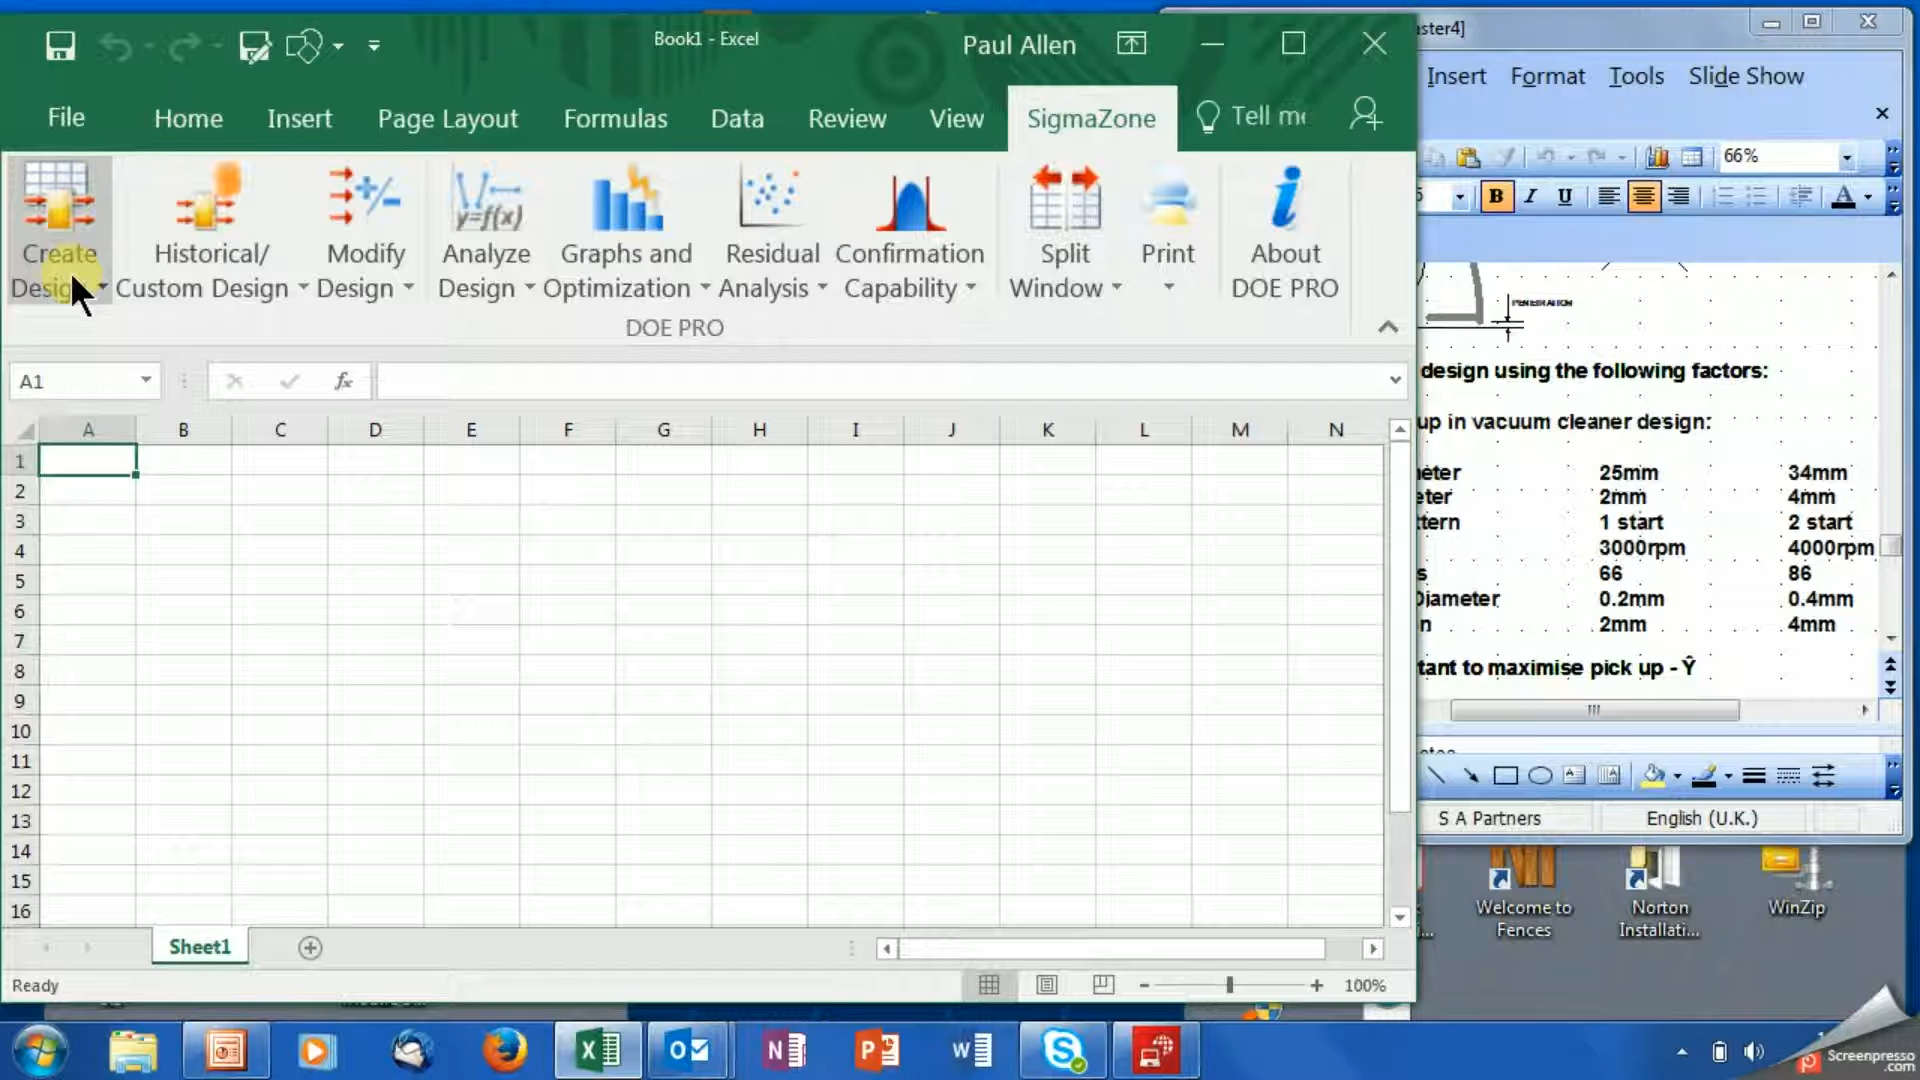 Book1 - Excel
Paul Allen
File Home Insert Page Layout Formulas Data Review View SigmaZone Tell me
Create Design
Historical/ Custom Design
Modify Design
Analyze Design
y=f(x)
Graphs and Optimization
Residual Analysis
Confirmation Capability
Split Window
Print
About DOE PRO
DOE PRO
A1
fx
A B C D E F G H I J K L M N
1
2
3
4
5
6
7
8
9
10
11
12
13
14
15
16
Sheet1
Ready
100%
Insert Format Tools Slide Show
66%
B I U A
PENETRATION
design using the following factors:
up in vacuum cleaner design:
25mm 34mm
2mm 4mm
1 start 2 start
3000rpm 4000rpm
66 86
Diameter 0.2mm 0.4mm
2mm 4mm
to maximise pick up - Ŷ
S A Partners English (U.K.)
Welcome to Fences
Norton Installati...
WinZip
Screenpresso
.com